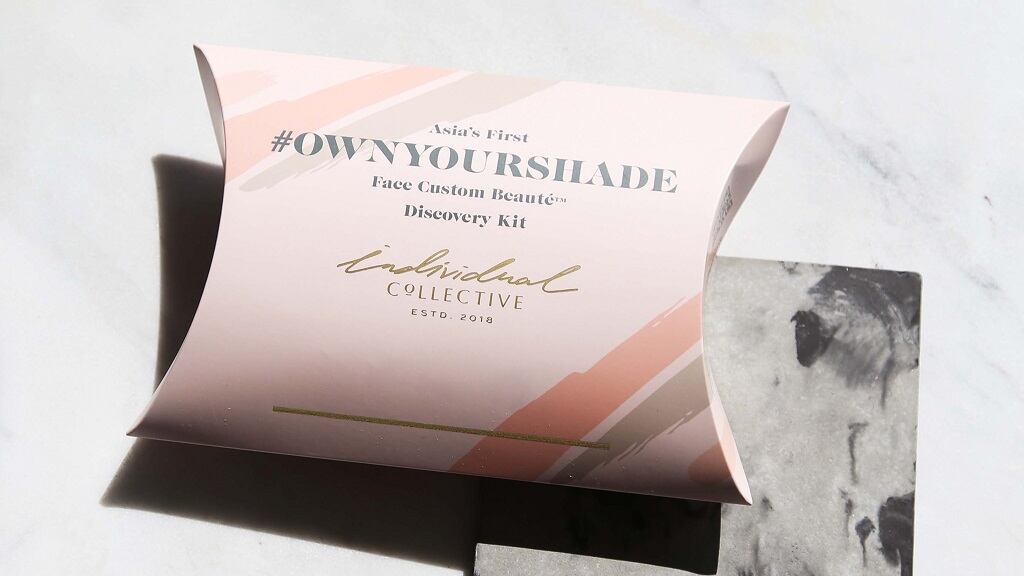 Asia's First
#OWNYOURSHADE
Face Custom Beauté™
Discovery Kit
individual
COLLECTIVE
ESTD. 2018